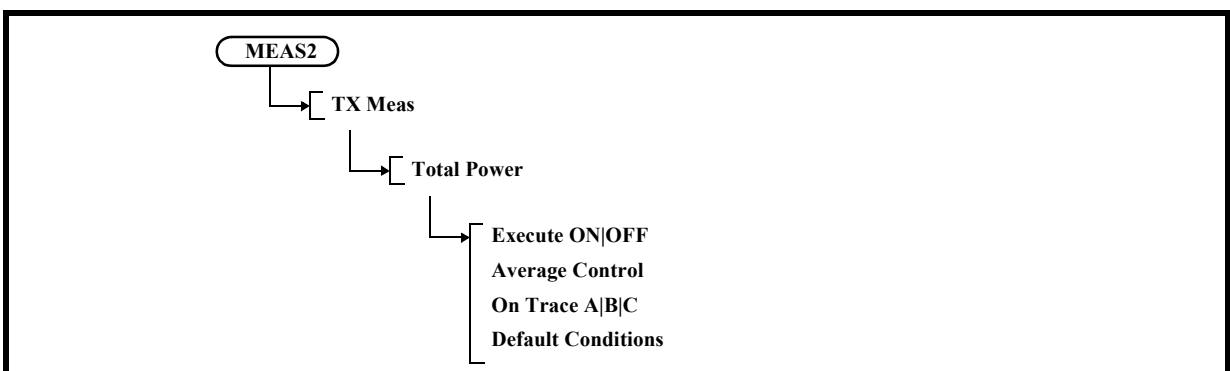 MEAS2
TX Meas
Total Power
Execute ON|OFF
Average Control
On Trace A|B|C
Default Conditions